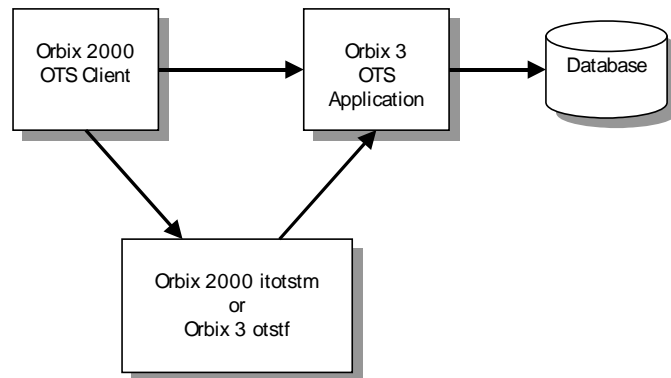 Orbix 2000
OTS Client
Orbix 3
OTS
Application
Database
Orbix 2000 itotstm
or
Orbix 3 otstf